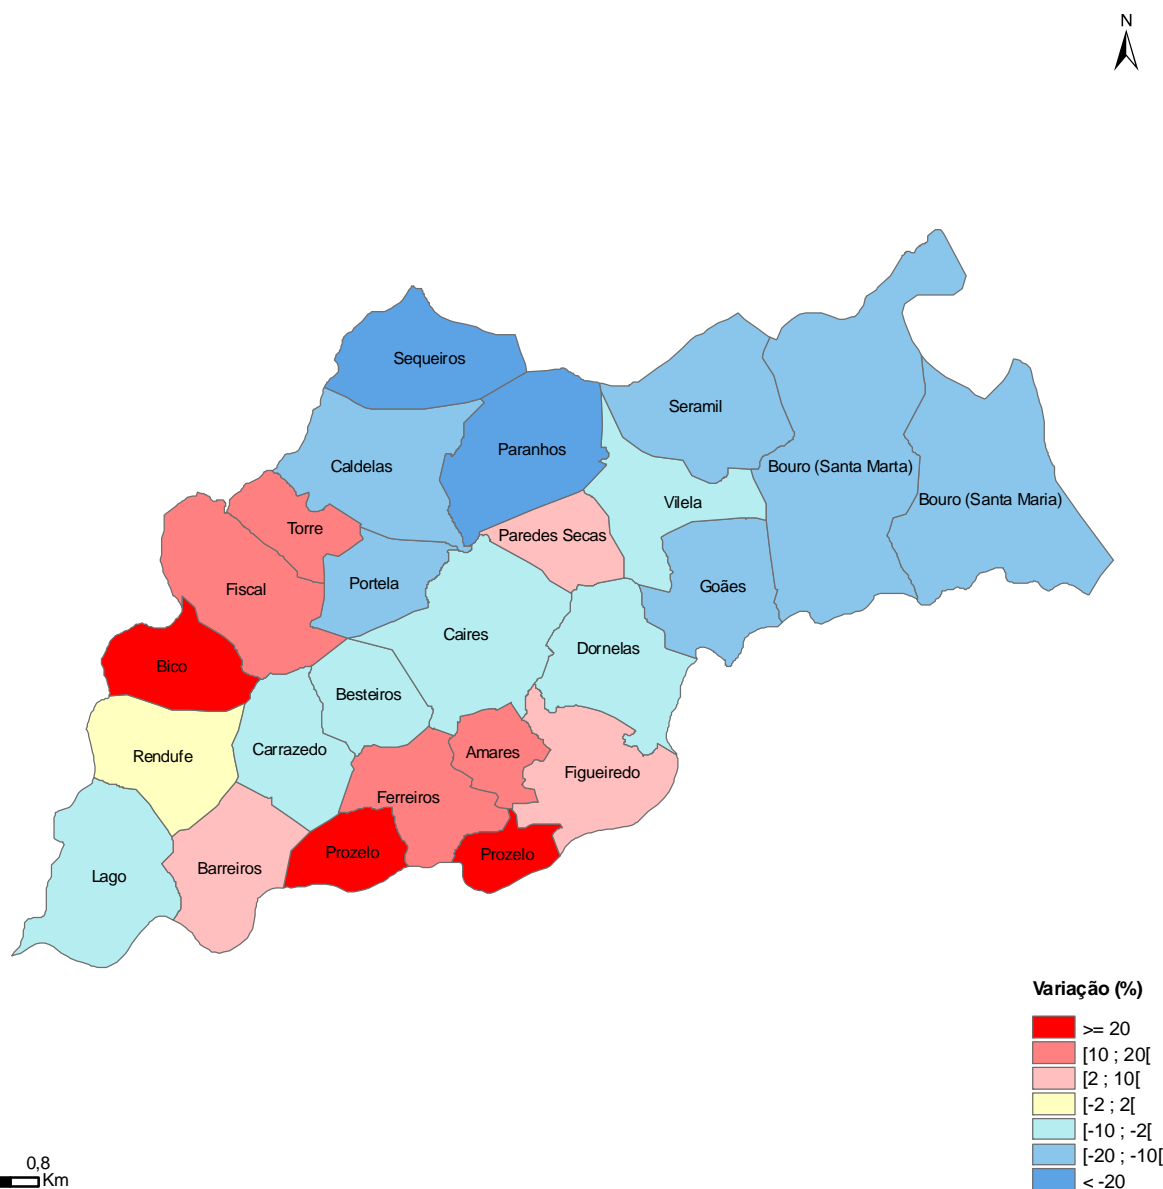 N
Sequeiros
Seramil
Paranhos
Caldelas
Bouro (Santa Marta)
Bouro (Santa Maria)
Vilela
Torre
Paredes Secas
Portela
Goães
Fiscal
Caires
Dornelas
Bico
Besteiros
Carrazedo
Amares
Rendufe
Figueiredo
Ferreiros
Prozelo
Prozelo
Barreiros
Lago
Variação (%)
>= 20
[10 ; 20[
[2 ; 10[
[-2 ; 2[
[-10 ; -2[
[-20 ; -10[
< -20
0,8
Km